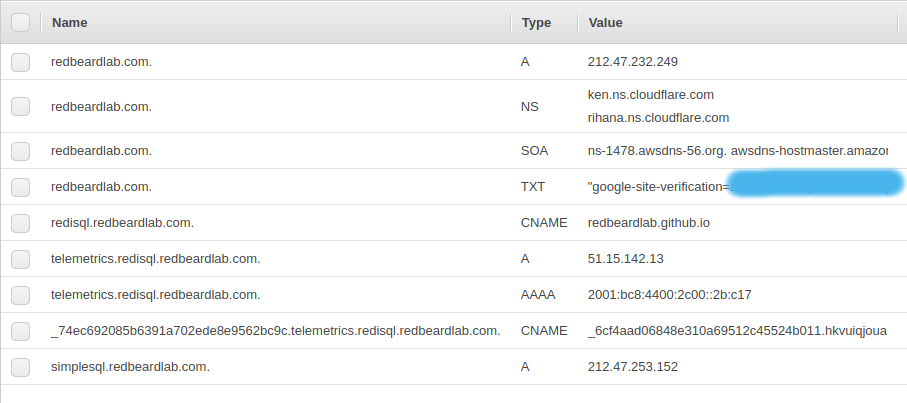 Name Type Value
redbeardlab.com. A 212.47.232.249
redbeardlab.com. NS ken.ns.cloudflare.com
rihana.ns.cloudflare.com
redbeardlab.com. SOA ns-1478.awsdns-56.org. awsdns-hostmaster.amazon
redbeardlab.com. TXT "google-site-verification=
redisql.redbeardlab.com. CNAME redbeardlab.github.io
telemetrics.redisql.redbeardlab.com. A 51.15.142.13
telemetrics.redisql.redbeardlab.com. AAAA 2001:bc8:4400:2c00::2b:c17
_74ec692085b6391a702ede8e9562bc9c.telemetrics.redisql.redbeardlab.com. CNAME _6cf4aad06848e310a69512c45524b011.hkvuiqjoua
simplesql.redbeardlab.com. A 212.47.253.152